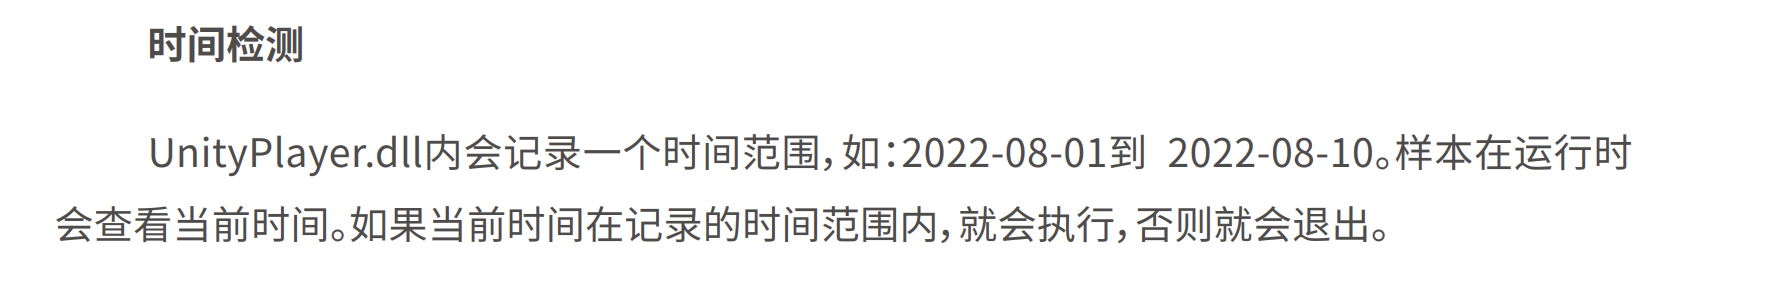 时间检测
UnityPlayer.dll内会记录一个时间范围，如：2022-08-01到 2022-08-10。样本在运行时
会查看当前时间。如果当前时间在记录的时间范围内，就会执行，否则就会退出。